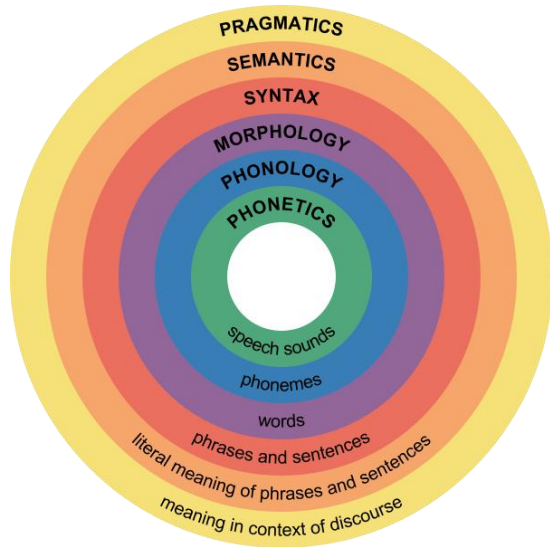 PRAGMATICS
SEMANTICS
SYNTAX
MORPHOLOGY
PHONOLOGY
PHONETICS
speech sounds
phonemes
words
phrases and sentences
literal meaning of phrases and sentences
meaning in context of discourse